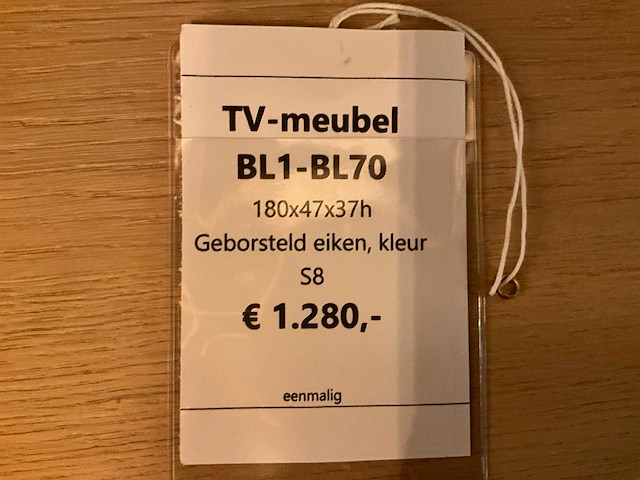 TV-meubel
BL1-BL70
180x47x37h
Geborsteld eiken, kleur
S8
€ 1.280,-
eenmalig